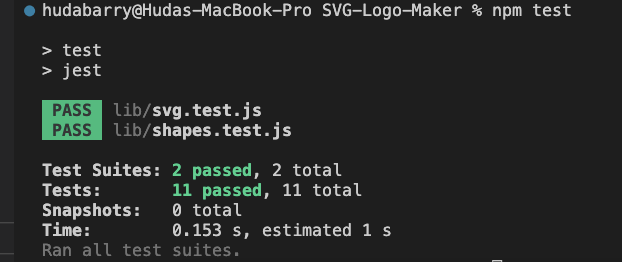 hudabarry@Hudas-MacBook-Pro SVG-Logo-Maker % npm test
> test
> jest
PASS lib/svg.test.js
PASS lib/shapes.test.js
Test Suites: 2 passed, 2 total
Tests: 11 passed, 11 total
Snapshots: 0 total
Time: 0.153 s, estimated 1 s
Ran all test suites.